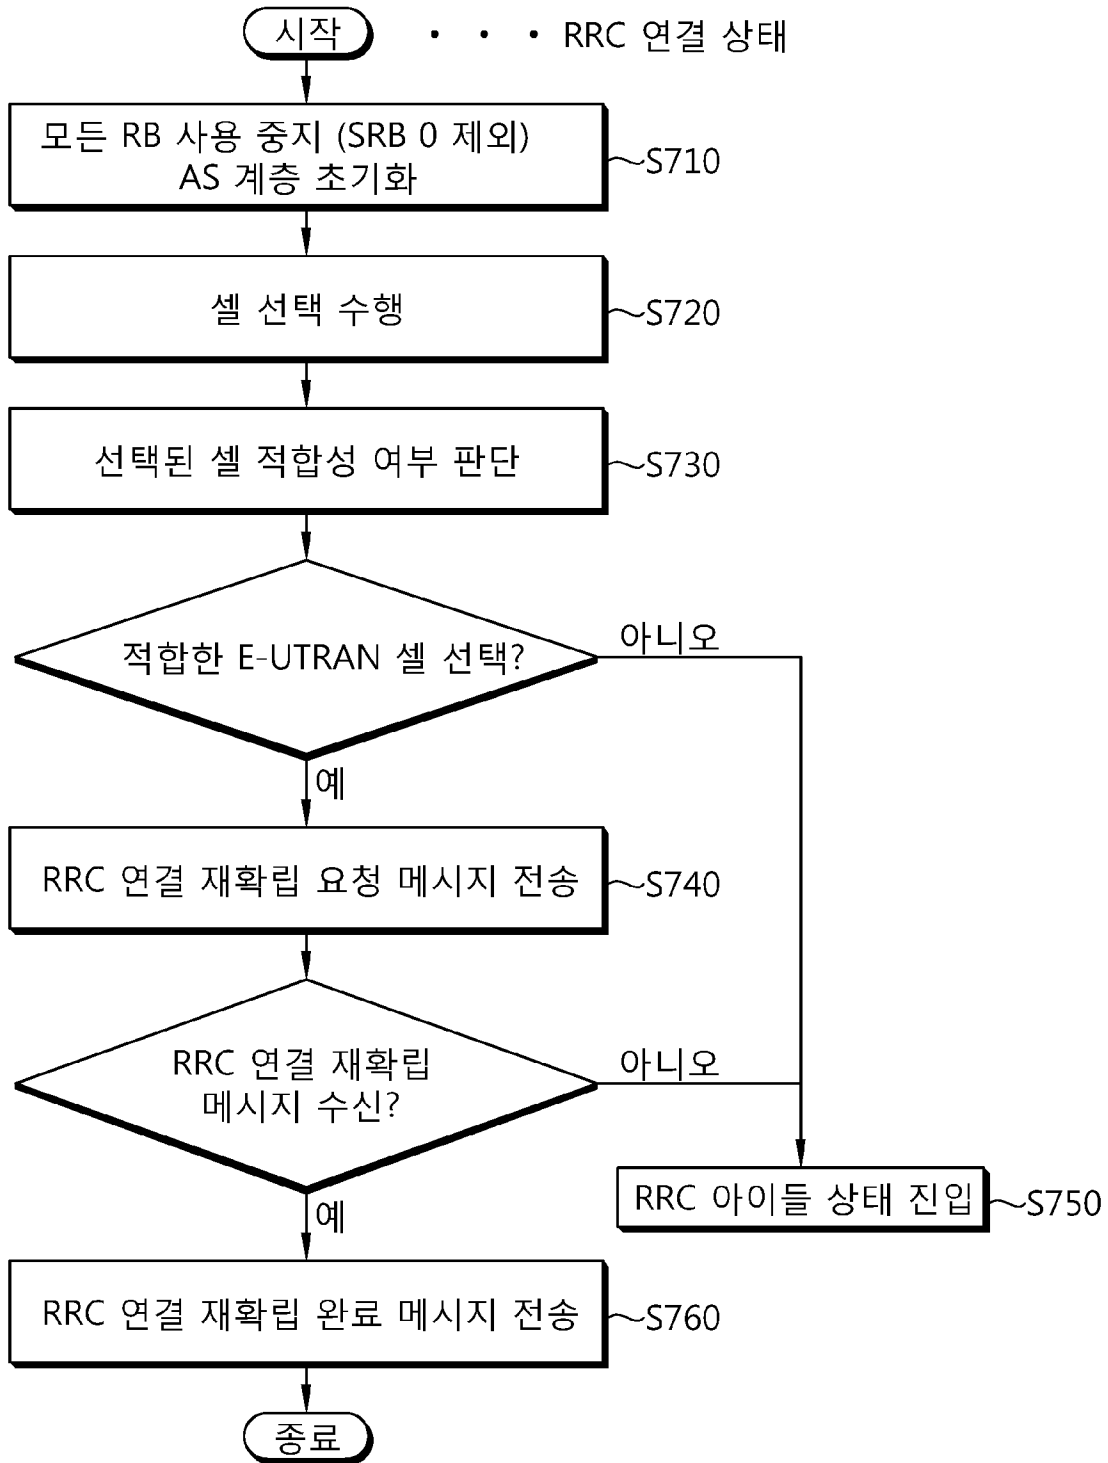 시작 · · · RRC 연결 상태
모든 RB 사용 중지 (SRB 0 제외)
AS 계층 초기화
S710
셀 선택 수행
S720
선택된 셀 적합성 여부 판단
S730
적합한 E-UTRAN 셀 선택?
아니오
예
RRC 연결 재확립 요청 메시지 전송
S740
RRC 연결 재확립
메시지 수신?
아니오
RRC 아이들 상태 진입
S750
예
RRC 연결 재확립 완료 메시지 전송
S760
종료